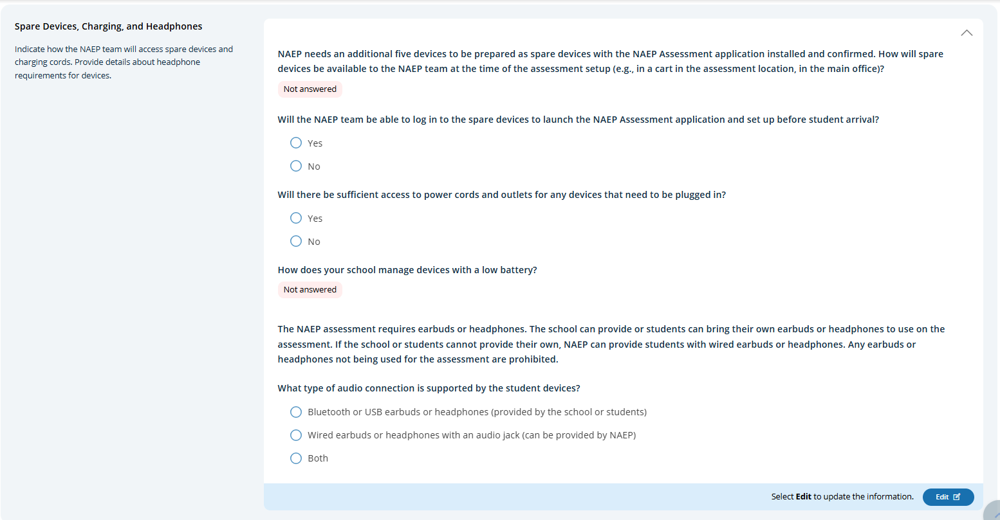 Spare Devices, Charging, and Headphones
Indicate how the NAEP team will access spare devices and
charging cords. Provide details about headphone
requirements for devices.
NAEP needs an additional five devices to be prepared as spare devices with the NAEP Assessment application installed and confirmed. How will spare
devices be available to the NAEP team at the time of the assessment setup (e.g., in a cart in the assessment location, in the main office)?
Not answered
Will the NAEP team be able to log in to the spare devices to launch the NAEP Assessment application and set up before student arrival?
Yes
No
Will there be sufficient access to power cords and outlets for any devices that need to be plugged in?
Yes
No
How does your school manage devices with a low battery?
Not answered
The NAEP assessment requires earbuds or headphones. The school can provide or students can bring their own earbuds or headphones to use on the
assessment. If the school or students cannot provide their own, NAEP can provide students with wired earbuds or headphones. Any earbuds or
headphones not being used for the assessment are prohibited.
What type of audio connection is supported by the student devices?
Bluetooth or USB earbuds or headphones (provided by the school or students)
Wired earbuds or headphones with an audio jack (can be provided by NAEP)
Both
Select Edit to update the information.
Edit